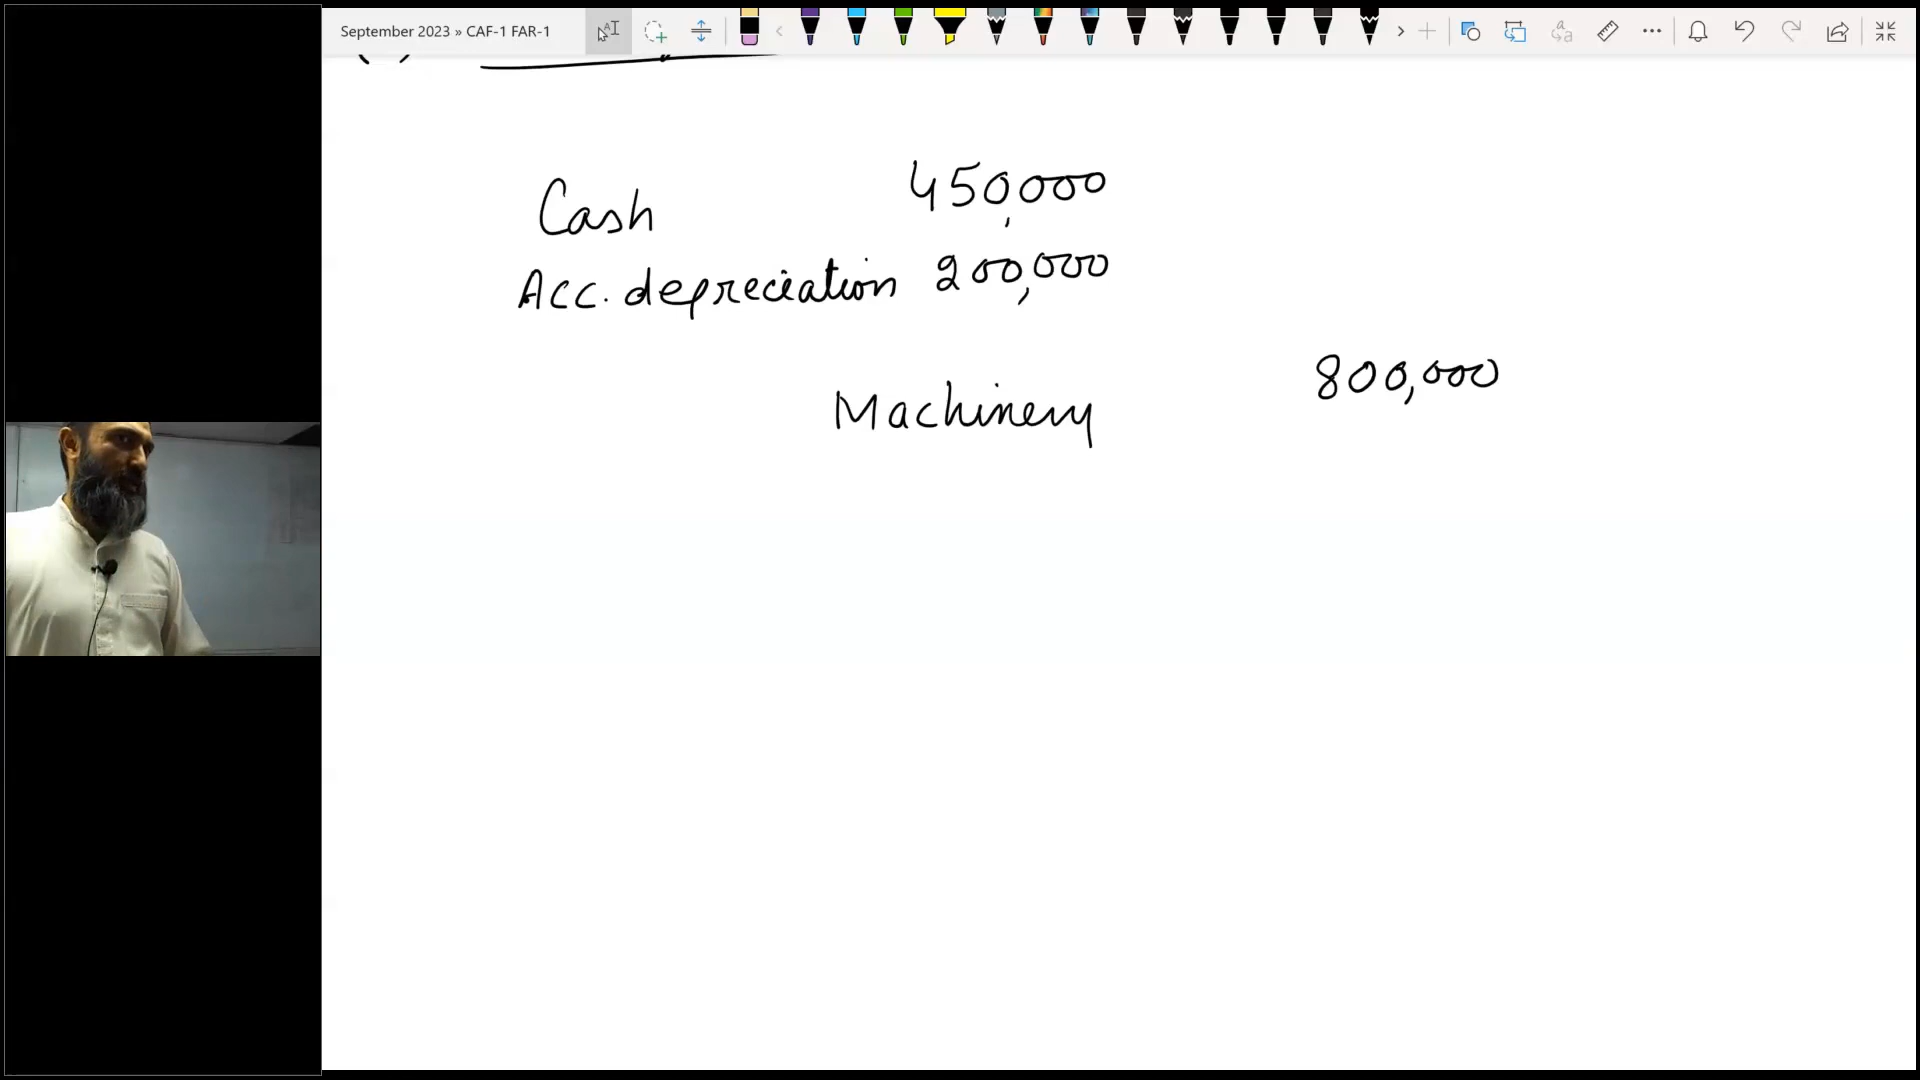 September 2023 » CAF-1 FAR-1
Cash 450,000
Acc. depreciation 200,000
Machinery 800,000